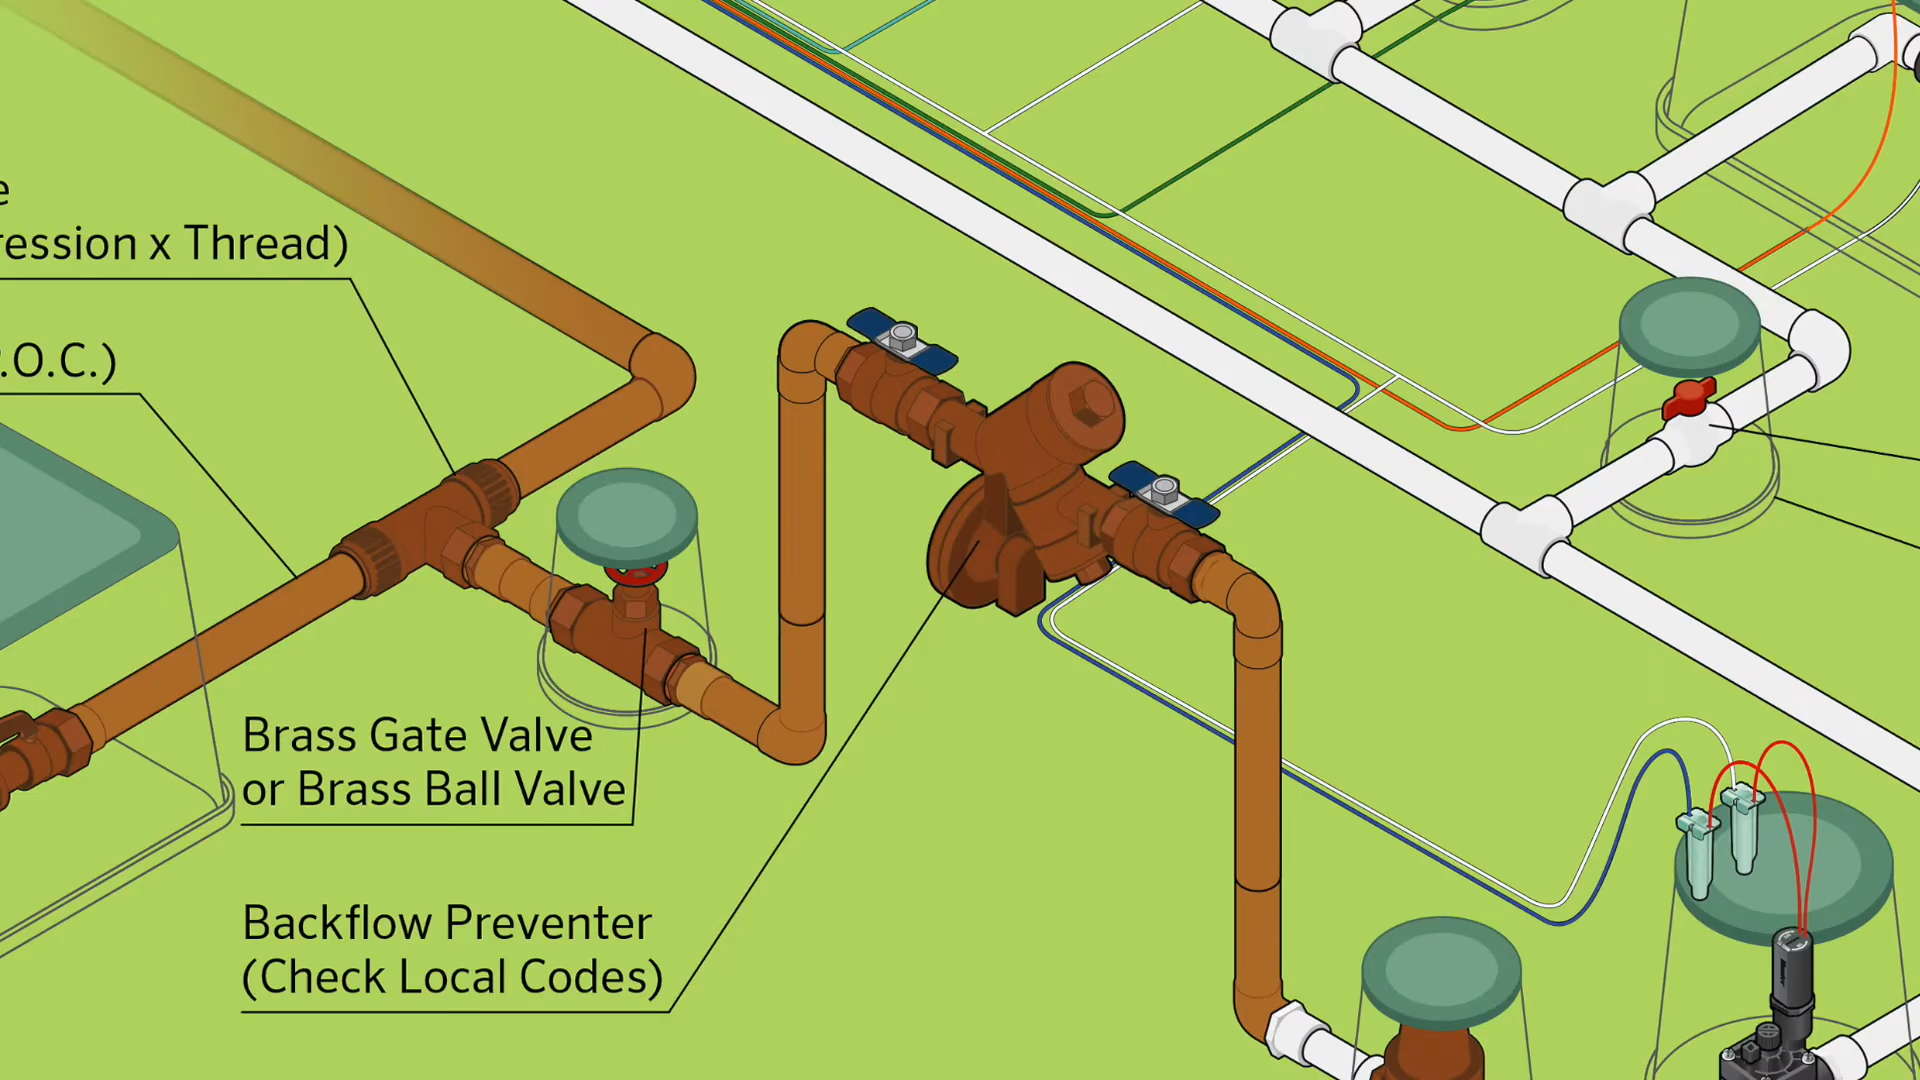 e
ression x Thread)
.O.C.)
Brass Gate Valve
or Brass Ball Valve
Backflow Preventer
(Check Local Codes)